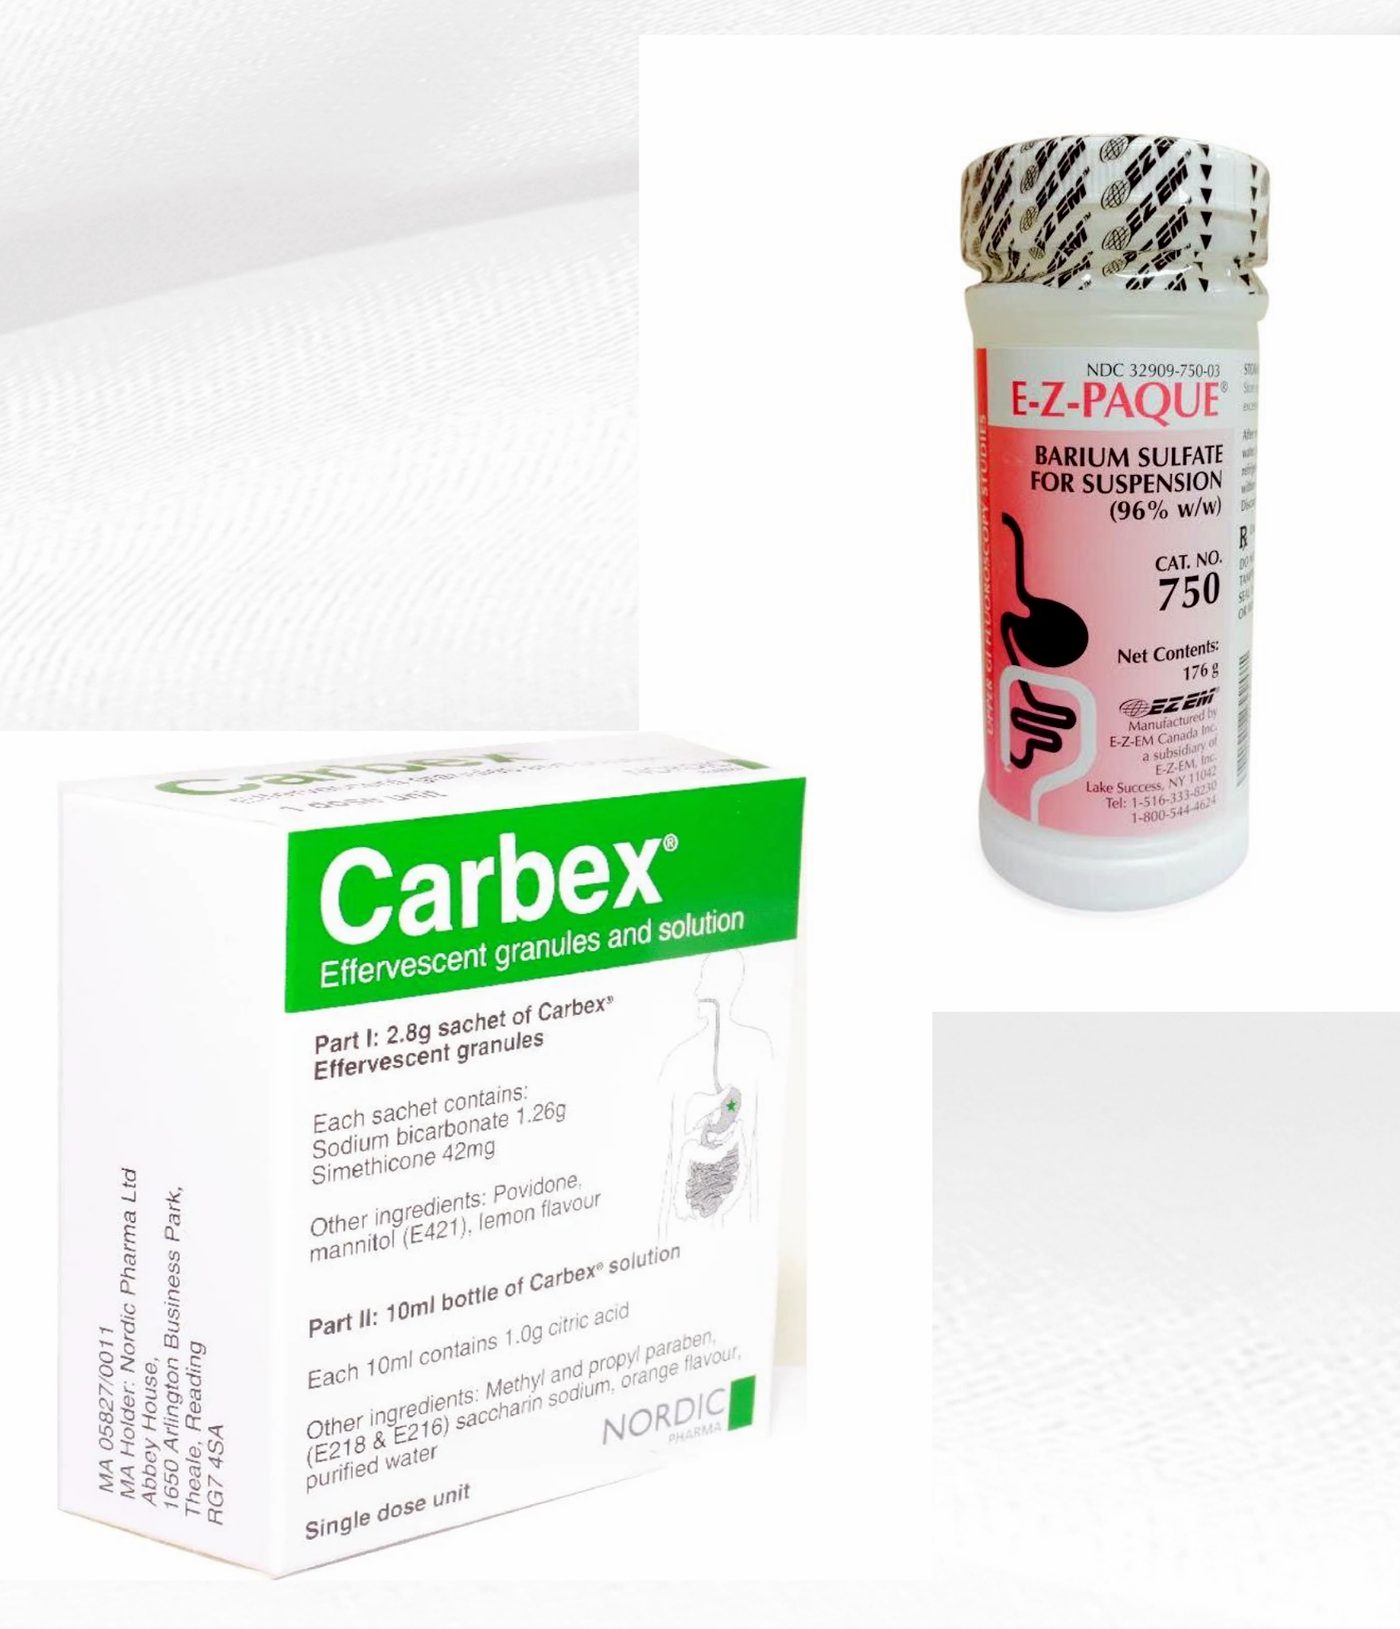 EZ EM
NDC 32909-750-03
E-Z-PAQUE®
BARIUM SULFATE
FOR SUSPENSION
(96% w/w)
CAT. NO.
750
Net Contents:
176 g
EZ EM
Manufactured by
E-Z-EM Canada Inc.
a subsidiary of
E-Z-EM, Inc.
Lake Success, NY 11042
Tel: 1-516-333-8230
1-800-544-4624
UPPER GI FLUOROSCOPY STUDIES
Carbex®
1 dose unit
NORDIC
Carbex®
Effervescent granules and solution
Part I: 2.8g sachet of Carbex®
Effervescent granules
Each sachet contains:
Sodium bicarbonate 1.26g
Simethicone 42mg
Other ingredients: Povidone,
mannitol (E421), lemon flavour
Part II: 10ml bottle of Carbex® solution
Each 10ml contains 1.0g citric acid
Other ingredients: Methyl and propyl paraben,
(E218 & E216) saccharin sodium, orange flavour,
purified water
NORDIC
PHARMA
Single dose unit
MA 05827/0011
MA Holder: Nordic Pharma Ltd
Abbey House,
1650 Arlington Business Park,
Theale, Reading
RG7 4SA